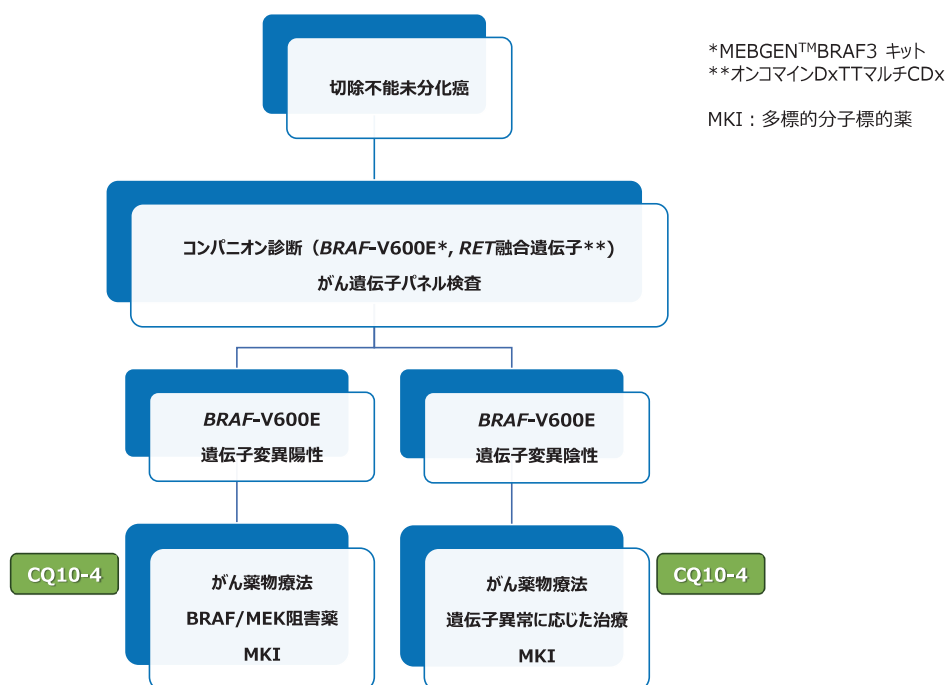 切除不能未分化癌
*MEBGEN™BRAF3 キット
**オンコマインDxTTマルチCDx
MKI：多標的分子標的薬
コンパニオン診断（BRAF-V600E*, RET融合遺伝子**)
がん遺伝子パネル検査
BRAF-V600E
遺伝子変異陽性
BRAF-V600E
遺伝子変異陰性
CQ10-4
がん薬物療法
BRAF/MEK阻害薬
MKI
がん薬物療法
遺伝子異常に応じた治療
MKI
CQ10-4